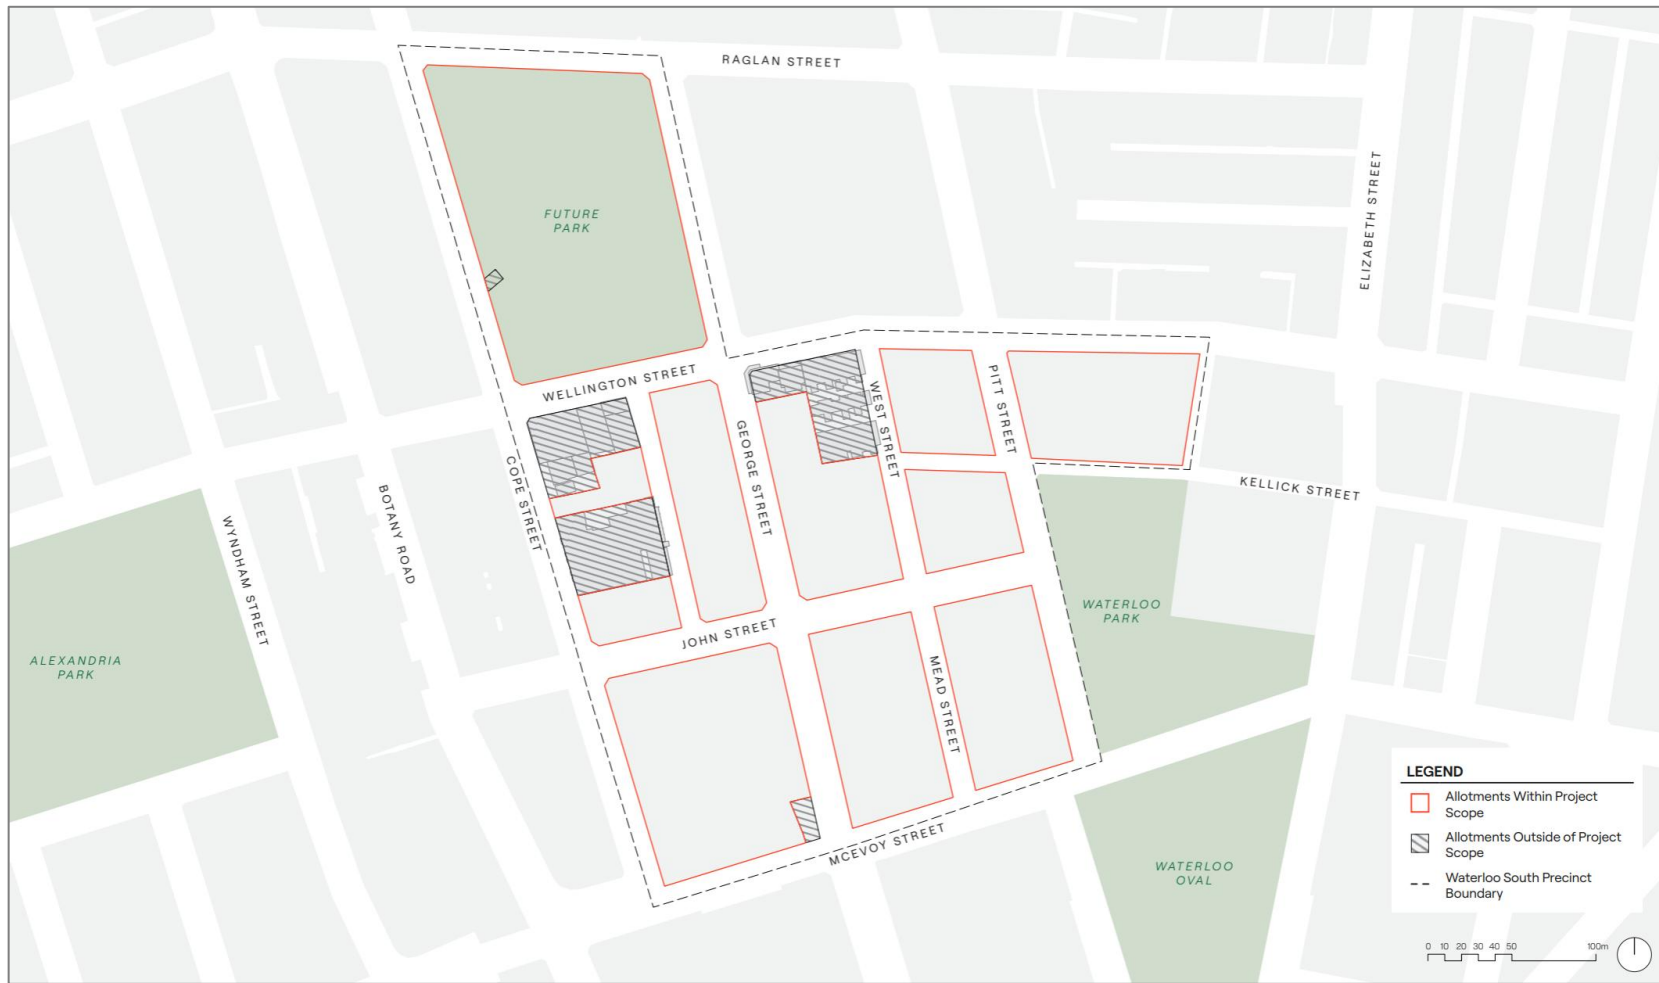 RAGLAN STREET
FUTURE
PARK
ELIZABETH STREET
WELLINGTON STREET
PITT STREET
WEST STREET
GEORGE STREET
COPE STREET
KELLICK STREET
BOTANY ROAD
WYNDHAM STREET
WATERLOO
PARK
JOHN STREET
ALEXANDRIA
PARK
MEAD STREET
MCEVOY STREET
WATERLOO
OVAL
LEGEND
Allotments Within Project
Scope
Allotments Outside of Project
Scope
Waterloo South Precinct
Boundary
0 10 20 30 40 50 100m